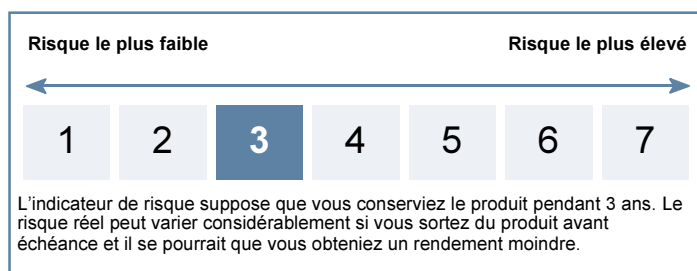 Risque le plus faible Risque le plus élevé
1 2 3 4 5 6 7
L'indicateur de risque suppose que vous conserviez le produit pendant 3 ans. Le
risque réel peut varier considérablement si vous sortez du produit avant
échéance et il se pourrait que vous obteniez un rendement moindre.